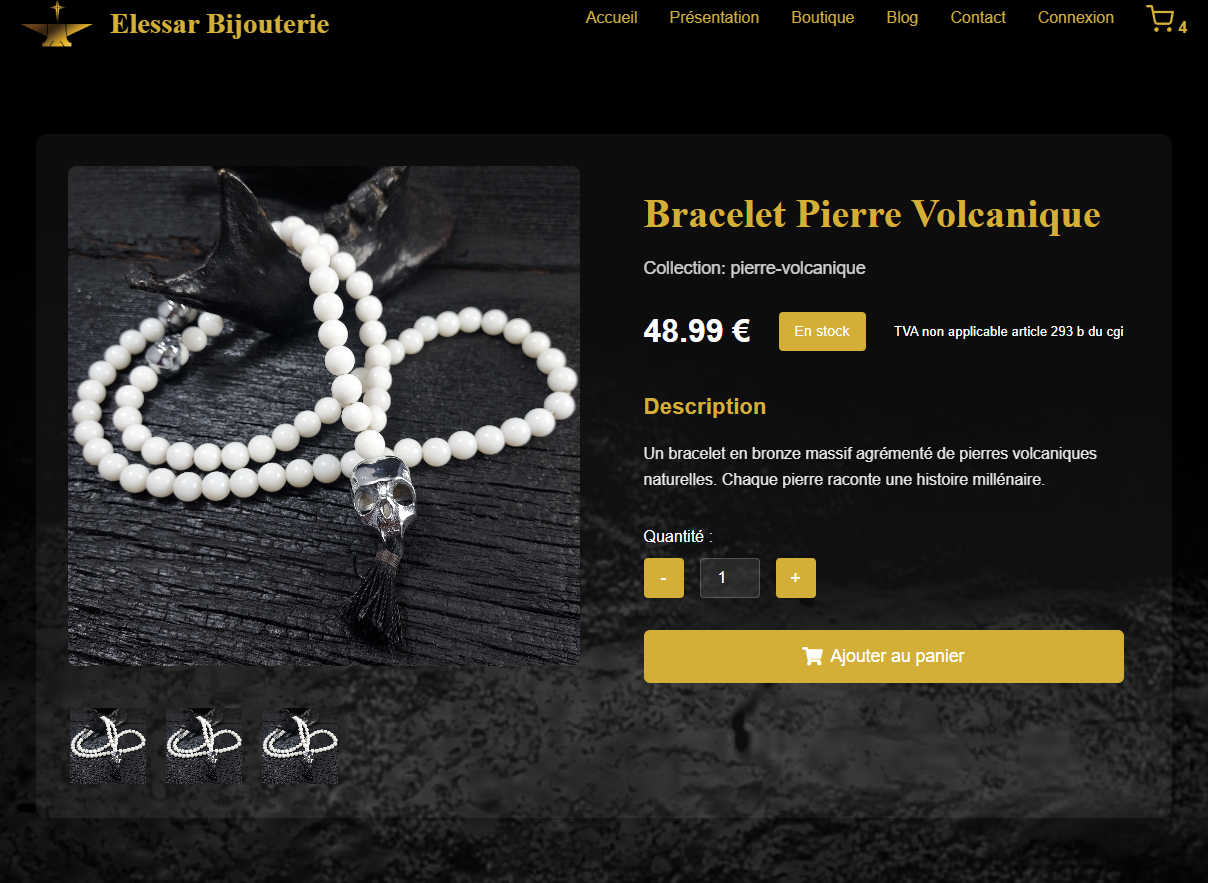 Elessar Bijouterie
Accueil
Présentation
Boutique
Blog
Contact
Connexion
4
Bracelet Pierre Volcanique
Collection: pierre-volcanique
48.99 €
En stock
TVA non applicable article 293 b du cgi
Description
Un bracelet en bronze massif agrémenté de pierres volcaniques
naturelles. Chaque pierre raconte une histoire millénaire.
Quantité :
-
1
+
Ajouter au panier